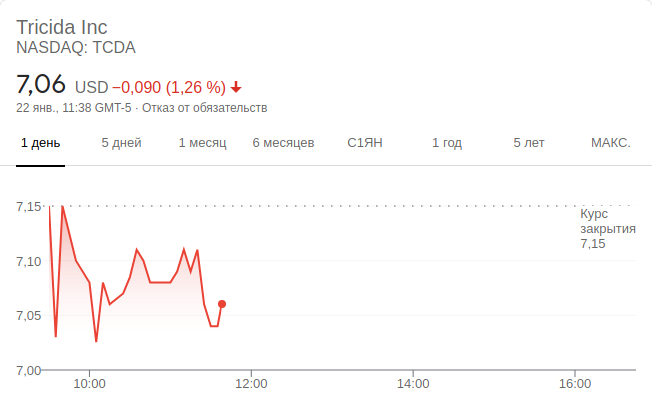 Tricida Inc
NASDAQ: TCDA
7,06 USD −0,090 (1,26 %)
22 янв., 11:38 GMT-5 · Отказ от обязательств
1 день 5 дней 1 месяц 6 месяцев С1ЯН 1 год 5 лет МАКС.
7,15
Курс
закрытия
7,15
7,10
7,05
7,00
10:00 12:00 14:00 16:00